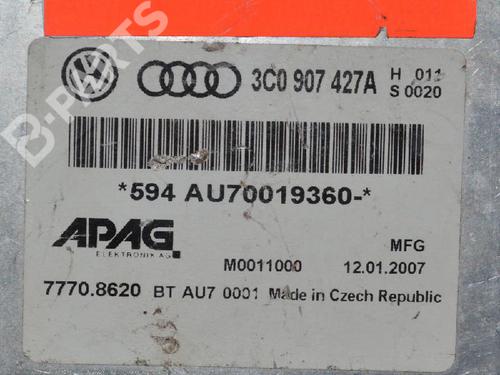 B-PARTS
3C0 907 427A H 011
S 0020
*594 AU70019360-*
APAG
ELEKTRONIK AG
MFG
M0011000 12.01.2007
7770.8620 BT AU7 0001 Made in Czech Republic